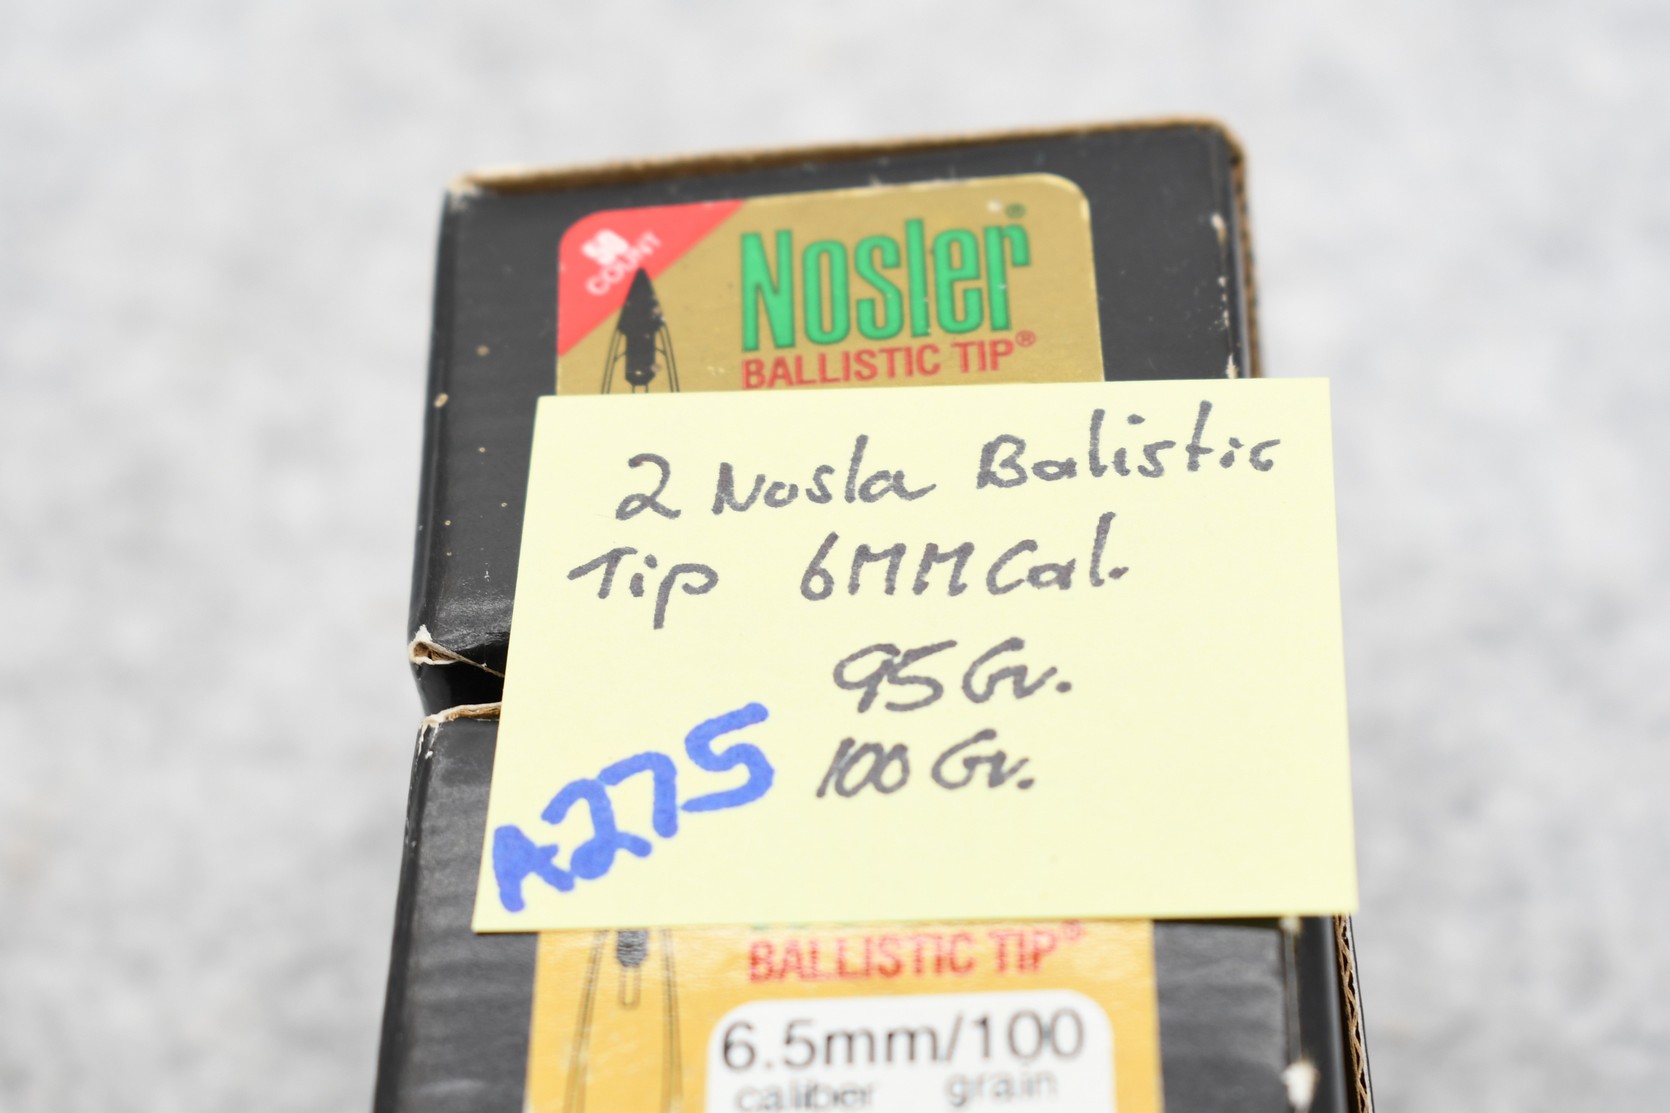 50
COUNT
Nosler®
BALLISTIC TIP®
2 Nosla Balistic
Tip 6MM Cal.
95 Gr.
100 Gr.
A275
BALLISTIC TIP®
6.5mm/100
caliber grain